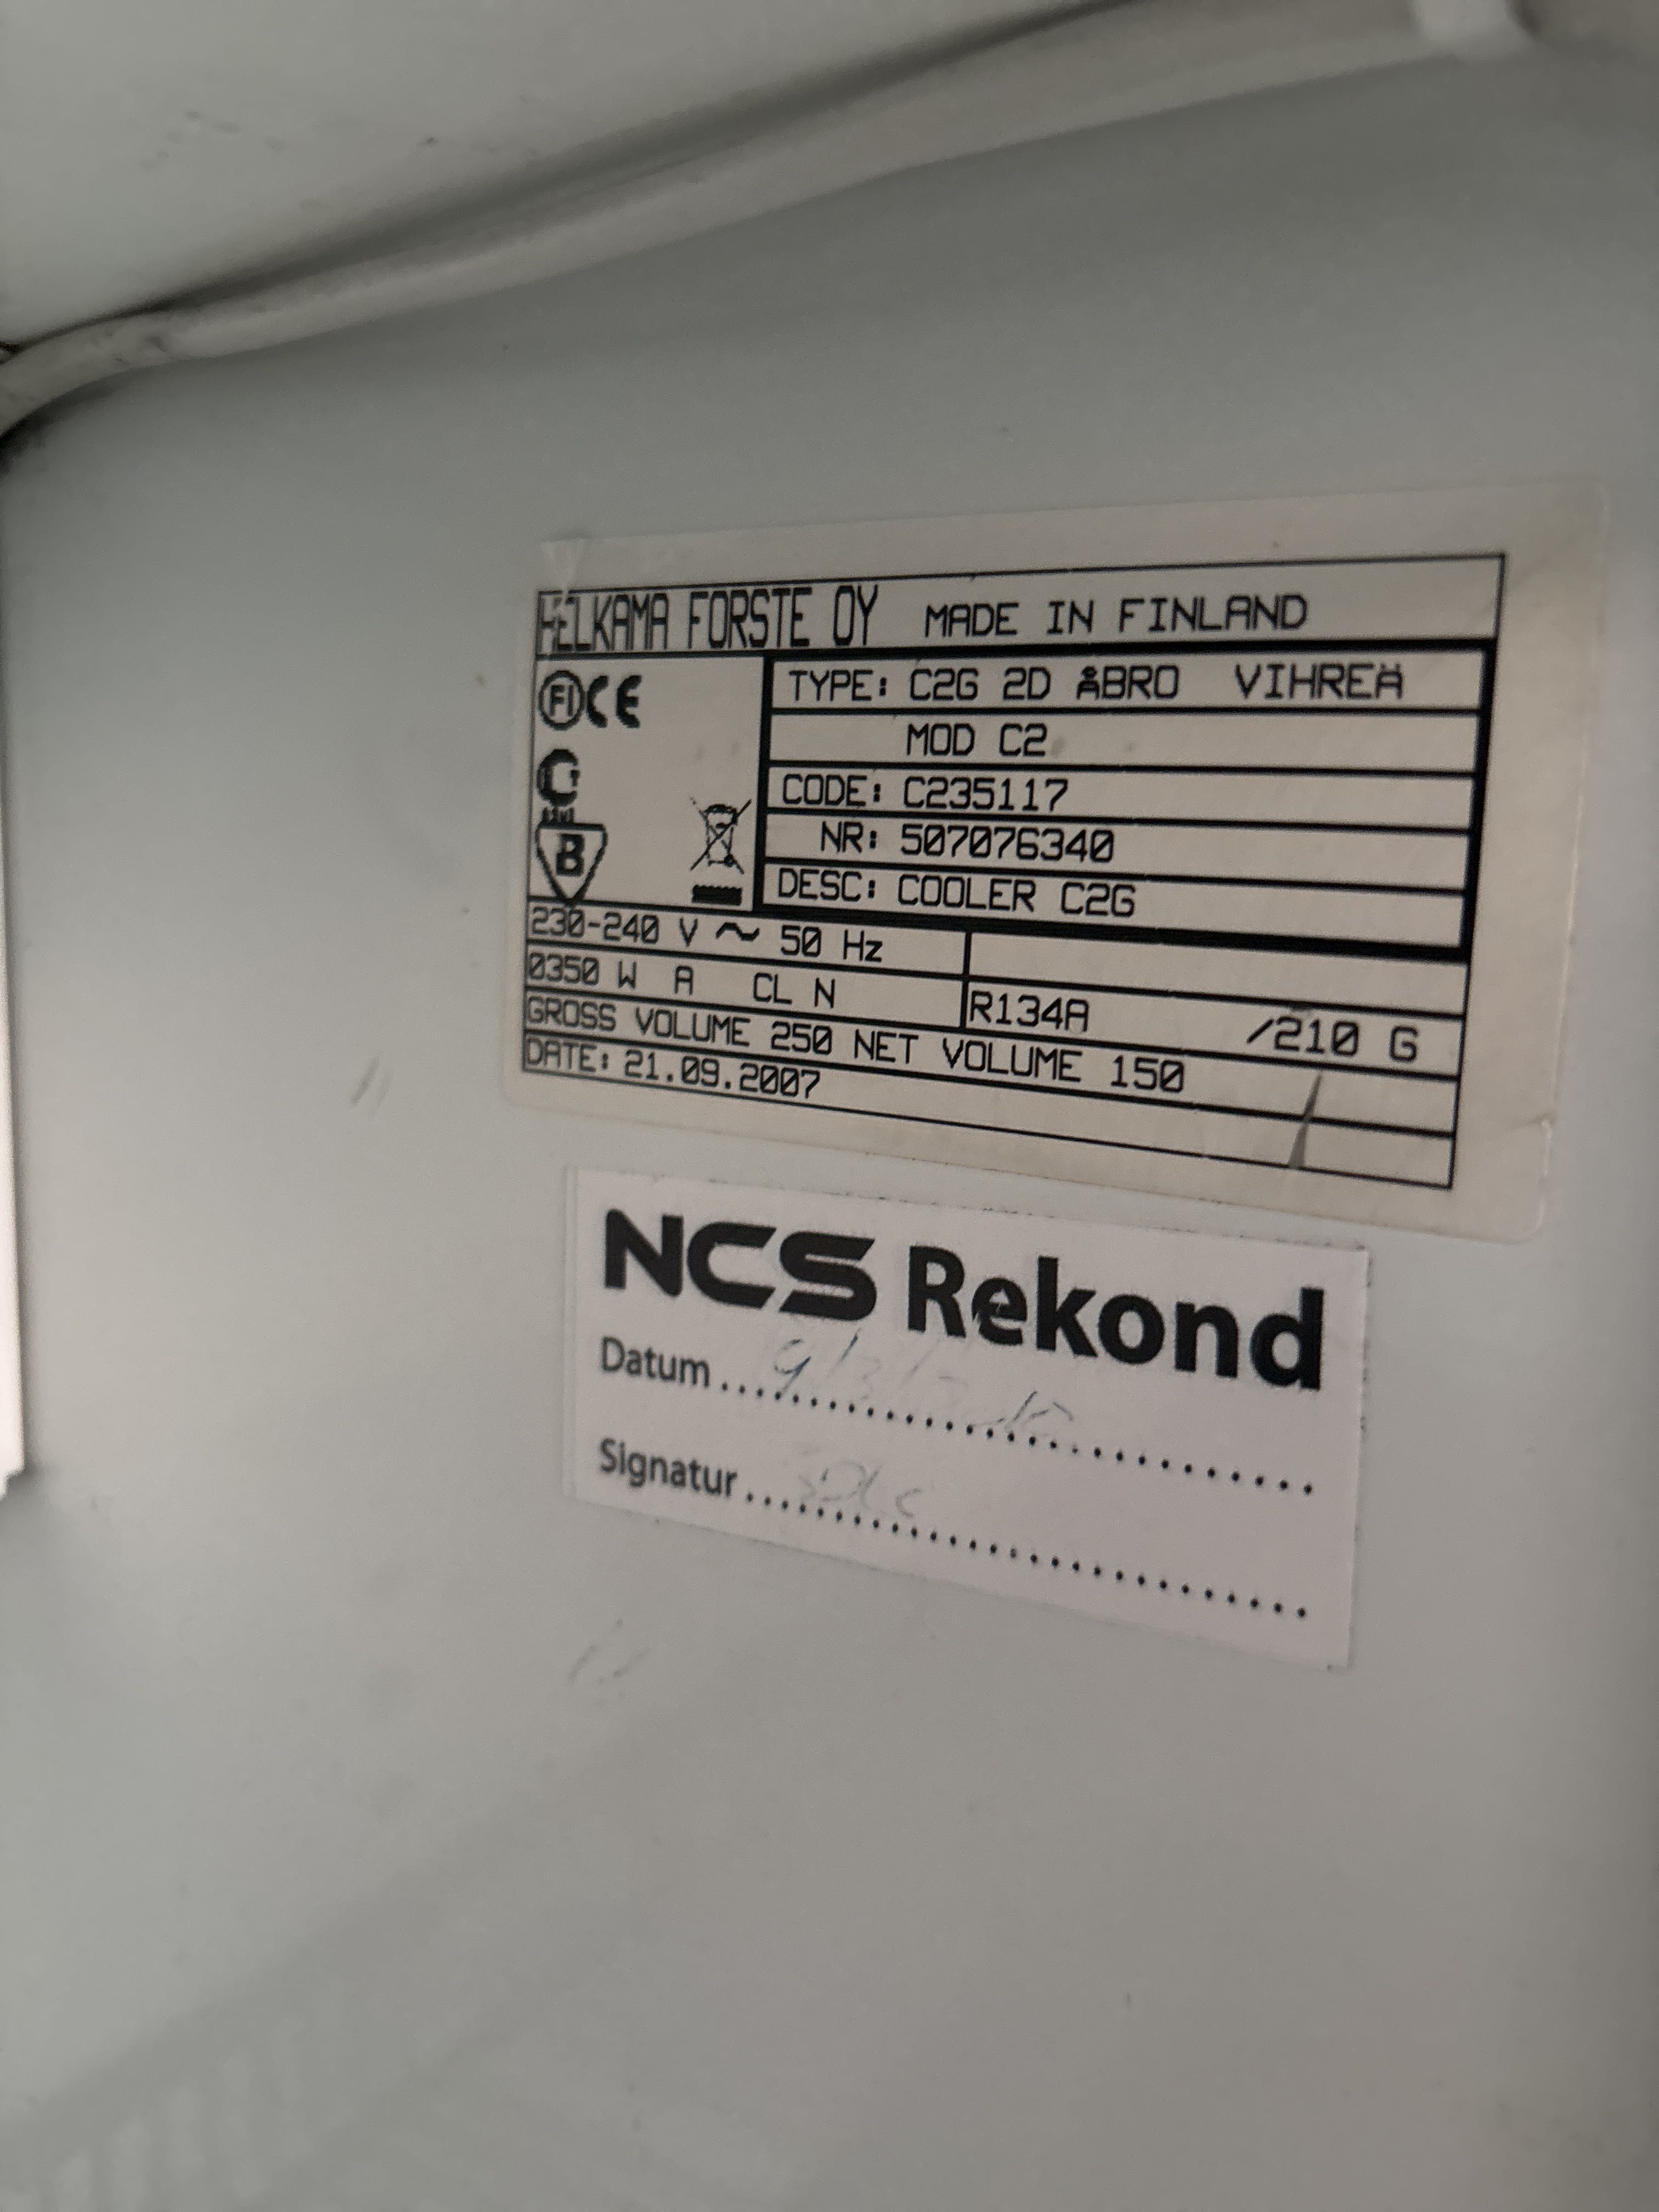 HELKAMA FORSTE OY MADE IN FINLAND
FI CE
TYPE: C2G 2D ÅBRO VIHREÄ
MOD C2
CODE: C235117
NR: 507076340
B
DESC: COOLER C2G
230-240 V ~ 50 Hz
0350 W A CL N R134A /210 G
GROSS VOLUME 250 NET VOLUME 150
DATE: 21.09.2007
NCS Rekond
Datum
Signatur